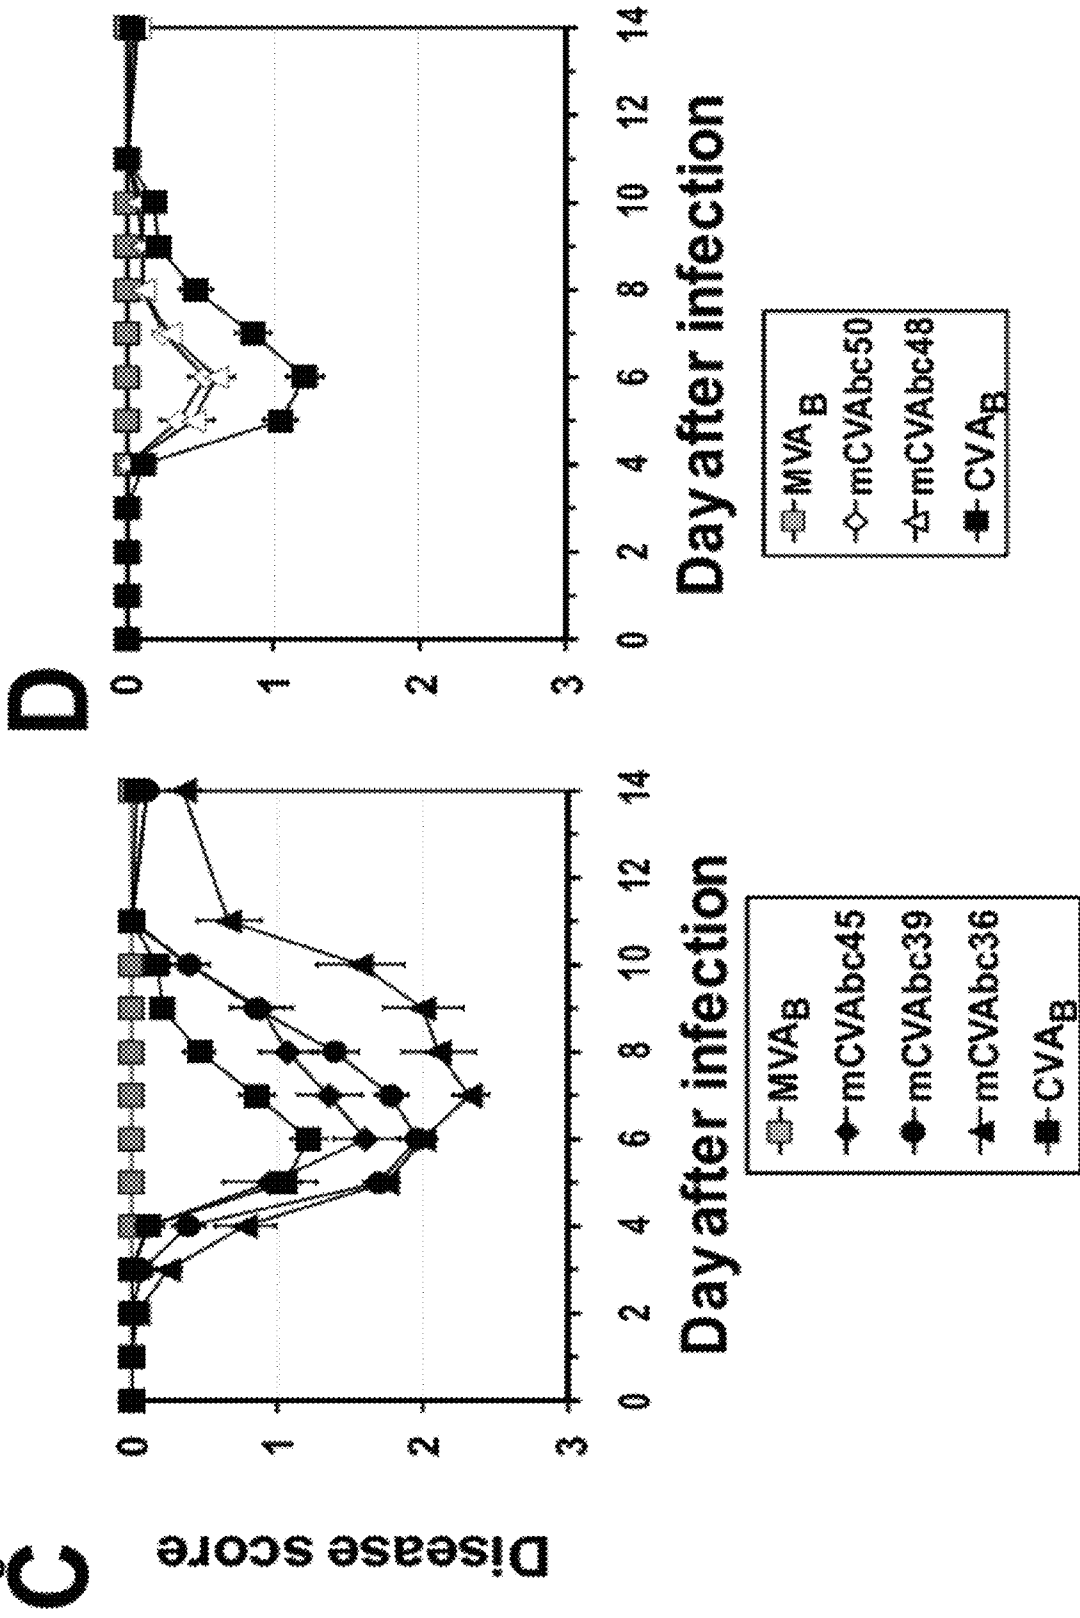 C
Disease score
0
1
2
3
0 2 4 6 8 10 12 14
Day after infection
MVAB
mCVAbc45
mCVAbc39
mCVAbc36
CVAB
D
0
1
2
3
0 2 4 6 8 10 12 14
Day after infection
MVAB
mCVAbc50
mCVAbc48
CVAB